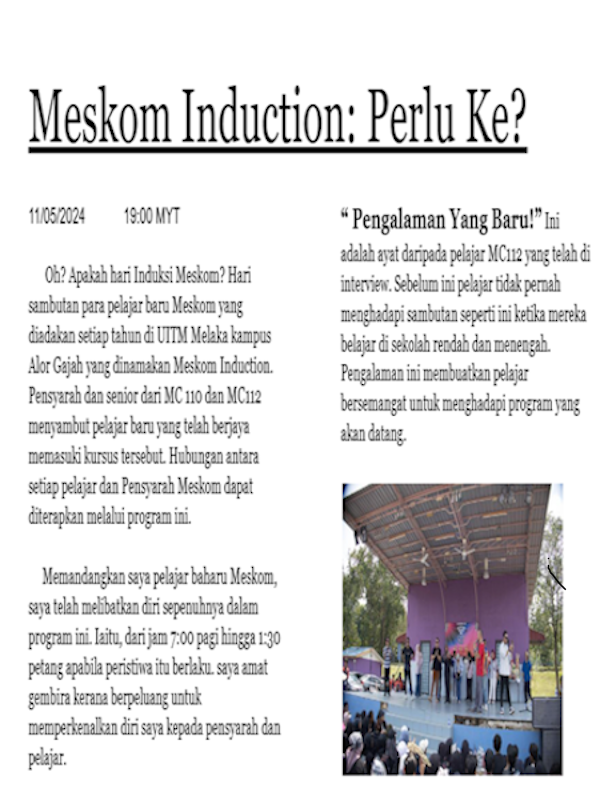 Meskom Induction: Perlu Ke?
11/05/2024 19:00 MYT
Oh? Apakah hari Induksi Meskom? Hari
sambutan para pelajar baru Meskom yang
diadakan setiap tahun di UITM Melaka kampus
Alor Gajah yang dinamakan Meskom Induction.
Pensyarah dan senior dari MC 110 dan MC112
menyambut pelajar baru yang telah berjaya
memasuki kursus tersebut. Hubungan antara
setiap pelajar dan Pensyarah Meskom dapat
diterapkan melalui program ini.
Memandangkan saya pelajar baharu Meskom,
saya telah melibatkan diri sepenuhnya dalam
program ini. Iaitu, dari jam 7:00 pagi hingga 1:30
petang apabila peristiwa itu berlaku. saya amat
gembira kerana berpeluang untuk
memperkenalkan diri saya kepada pensyarah dan
pelajar.
“ Pengalaman Yang Baru!” Ini
adalah ayat daripada pelajar MC112 yang telah di
interview. Sebelum ini pelajar tidak pernah
menghadapi sambutan seperti ini ketika mereka
belajar di sekolah rendah dan menengah.
Pengalaman ini membuatkan pelajar
bersemangat untuk menghadapi program yang
akan datang.